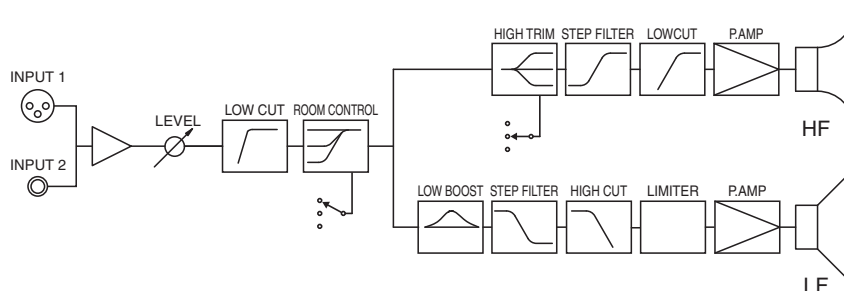 HIGH TRIM STEP FILTER LOWCUT P.AMP
INPUT 1
LEVEL LOW CUT ROOM CONTROL
HF
INPUT 2
LOW BOOST STEP FILTER HIGH CUT LIMITER P.AMP
LF